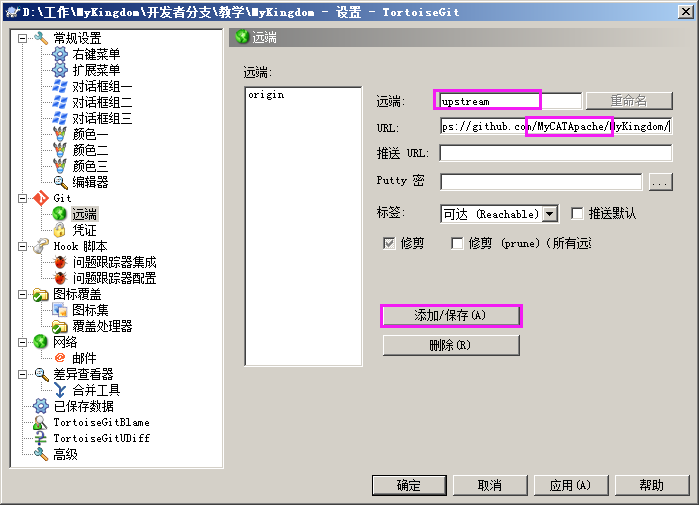 D:\工作\MyKingdom\开发者分支\教学\MyKingdom - 设置 - TortoiseGit
常规设置
右键菜单
扩展菜单
对话框组一
对话框组二
对话框组三
颜色一
颜色二
颜色三
编辑器
Git
远端
凭证
Hook 脚本
问题跟踪器集成
问题跟踪器配置
图标覆盖
图标集
覆盖处理器
网络
邮件
差异查看器
合并工具
已保存数据
TortoiseGitBlame
TortoiseGitUDiff
高级
远端
远端:
origin
远端: upstream 重命名
URL: ps://github.com/MyCATApache/MyKingdom/
推送 URL:
Putty 密 ...
标签: 可达 (Reachable) 推送默认
修剪 修剪 (prune) (所有远
添加/保存(A)
删除(R)
确定 取消 应用(A) 帮助